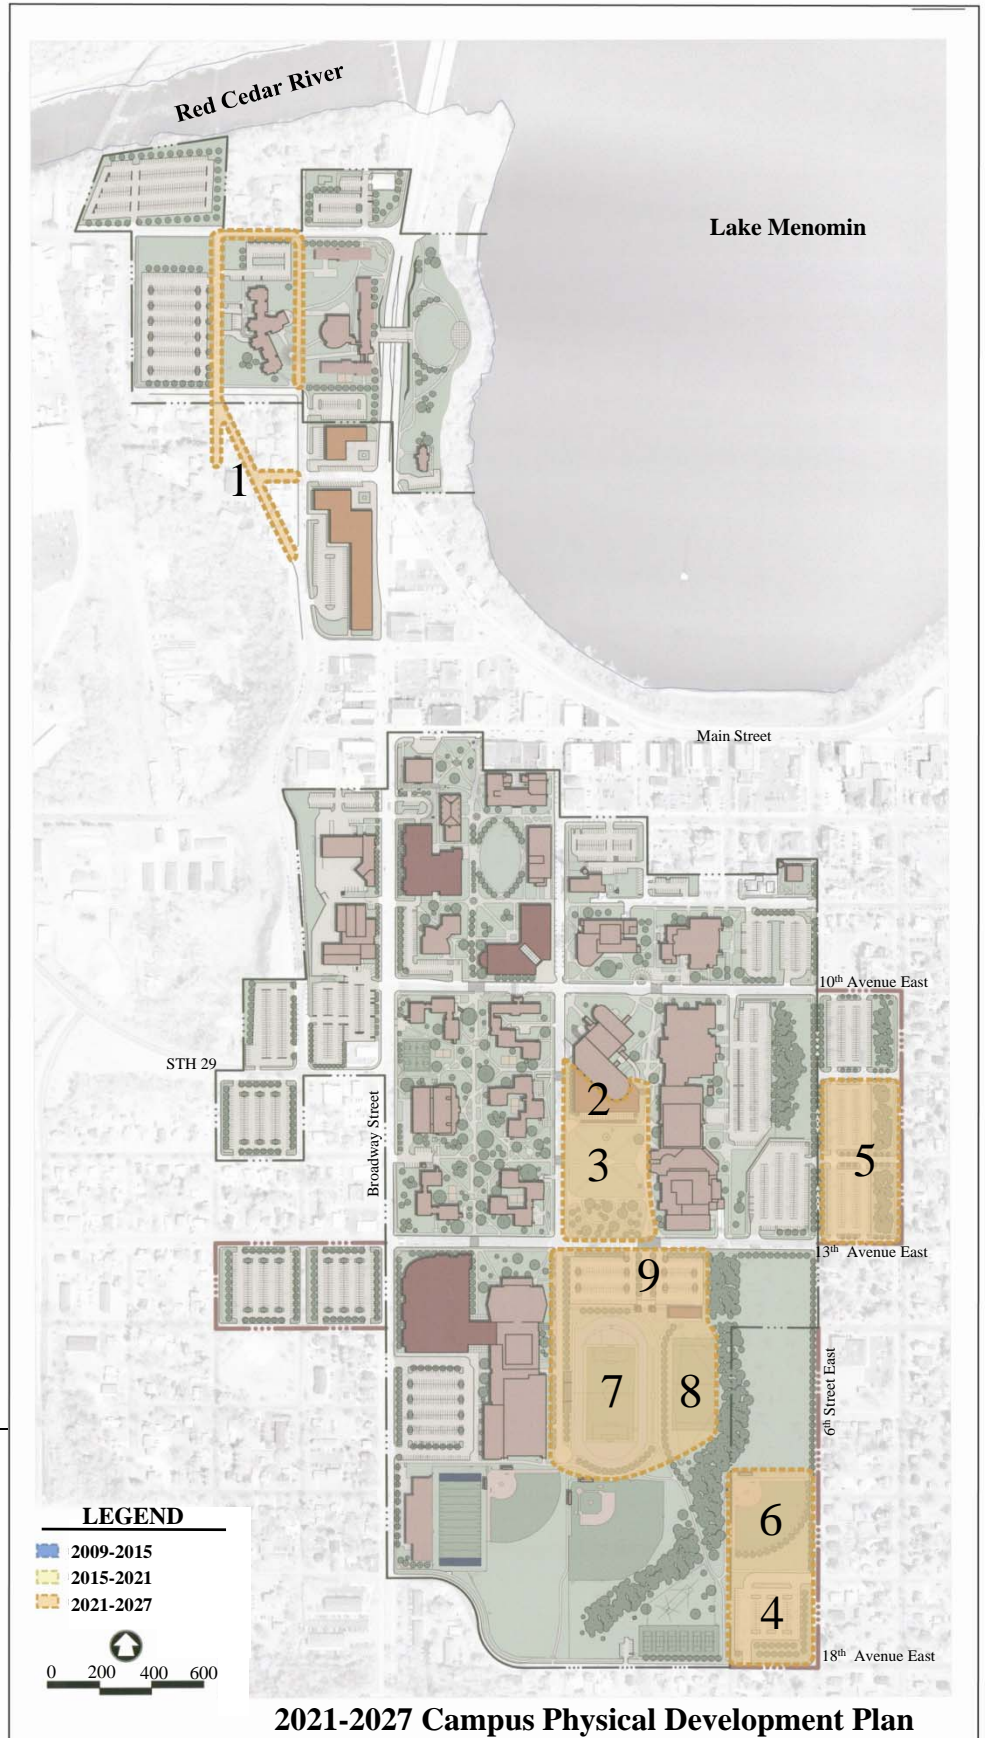 Red Cedar River
Lake Menomin
1
Main Street
10th Avenue East
STH 29
Broadway Street
2
3
5
13th Avenue East
9
6th Street East
7
8
6
4
18th Avenue East
LEGEND
2009-2015
2015-2021
2021-2027
0 200 400 600
2021-2027 Campus Physical Development Plan